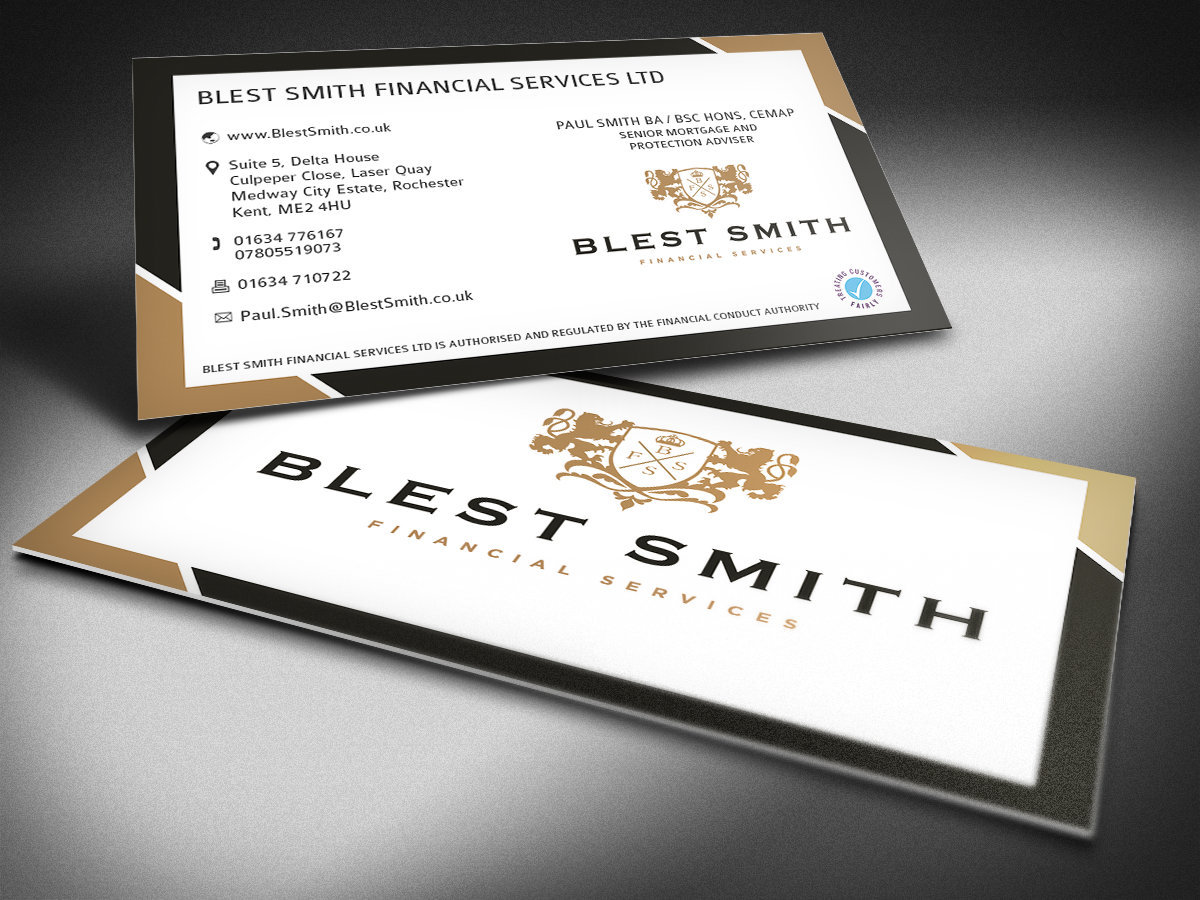 BLEST SMITH FINANCIAL SERVICES LTD
www.BlestSmith.co.uk
Suite 5, Delta House
Culpeper Close, Laser Quay
Medway City Estate, Rochester
Kent, ME2 4HU
01634 776167
07805519073
01634 710722
Paul.Smith@BlestSmith.co.uk
PAUL SMITH BA / BSC HONS, CEMAP
SENIOR MORTGAGE AND
PROTECTION ADVISER
B
F S
S
BLEST SMITH
FINANCIAL SERVICES
TREATING CUSTOMERS FAIRLY
BLEST SMITH FINANCIAL SERVICES LTD IS AUTHORISED AND REGULATED BY THE FINANCIAL CONDUCT AUTHORITY
B
F S
S
BLEST SMITH
FINANCIAL SERVICES